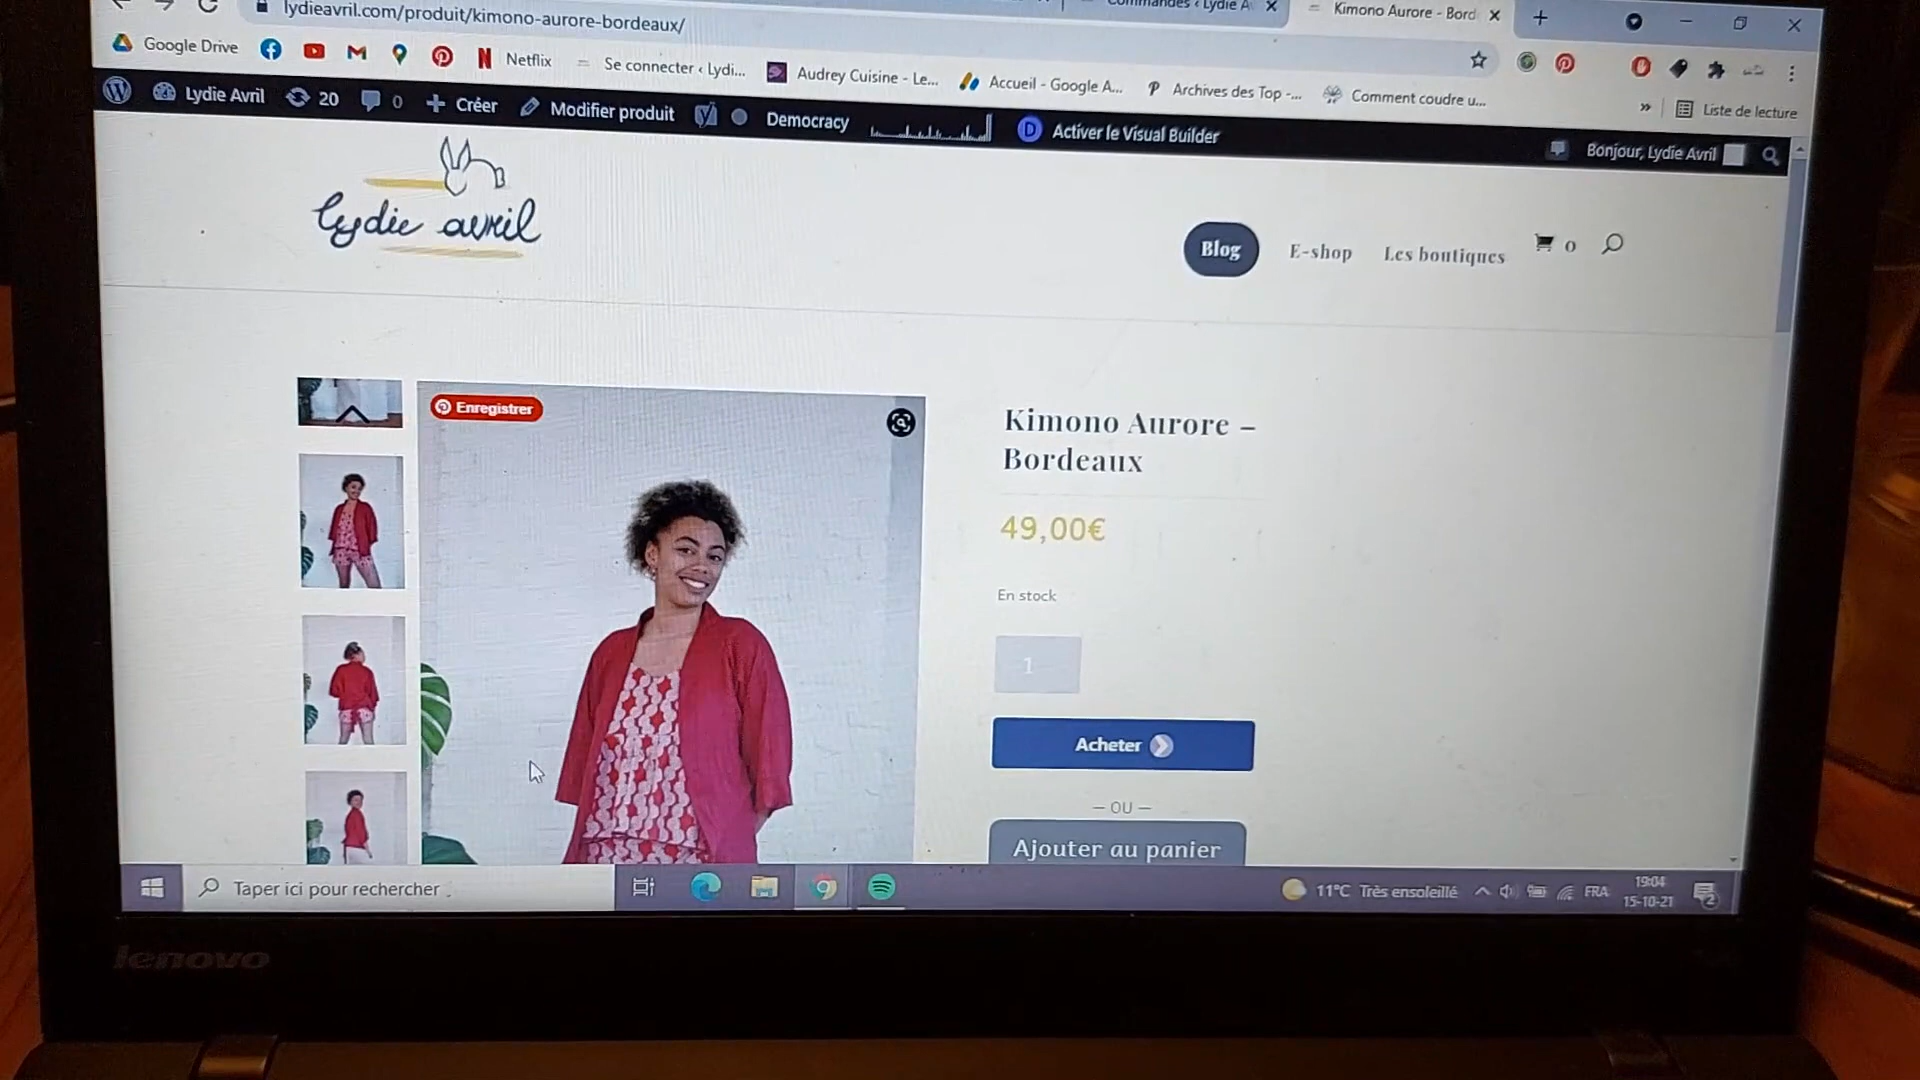 Kimono Aurore - Bord
lydieavril.com/produit/kimono-aurore-bordeaux/
Google Drive
Netflix
Se connecter ‹ Lydi...
Audrey Cuisine - Le...
Accueil - Google A...
Archives des Top -...
Comment coudre u...
»
Liste de lecture
Lydie Avril
20
0
Créer
Modifier produit
Democracy
Activer le Visual Builder
Bonjour, Lydie Avril
lydie avril
Blog
E-shop
Les boutiques
0
Enregistrer
Kimono Aurore –
Bordeaux
49,00€
En stock
1
Acheter
— OU —
Ajouter au panier
Taper ici pour rechercher
11°C Très ensoleillé
FRA
19:04
15-10-21
2
lenovo